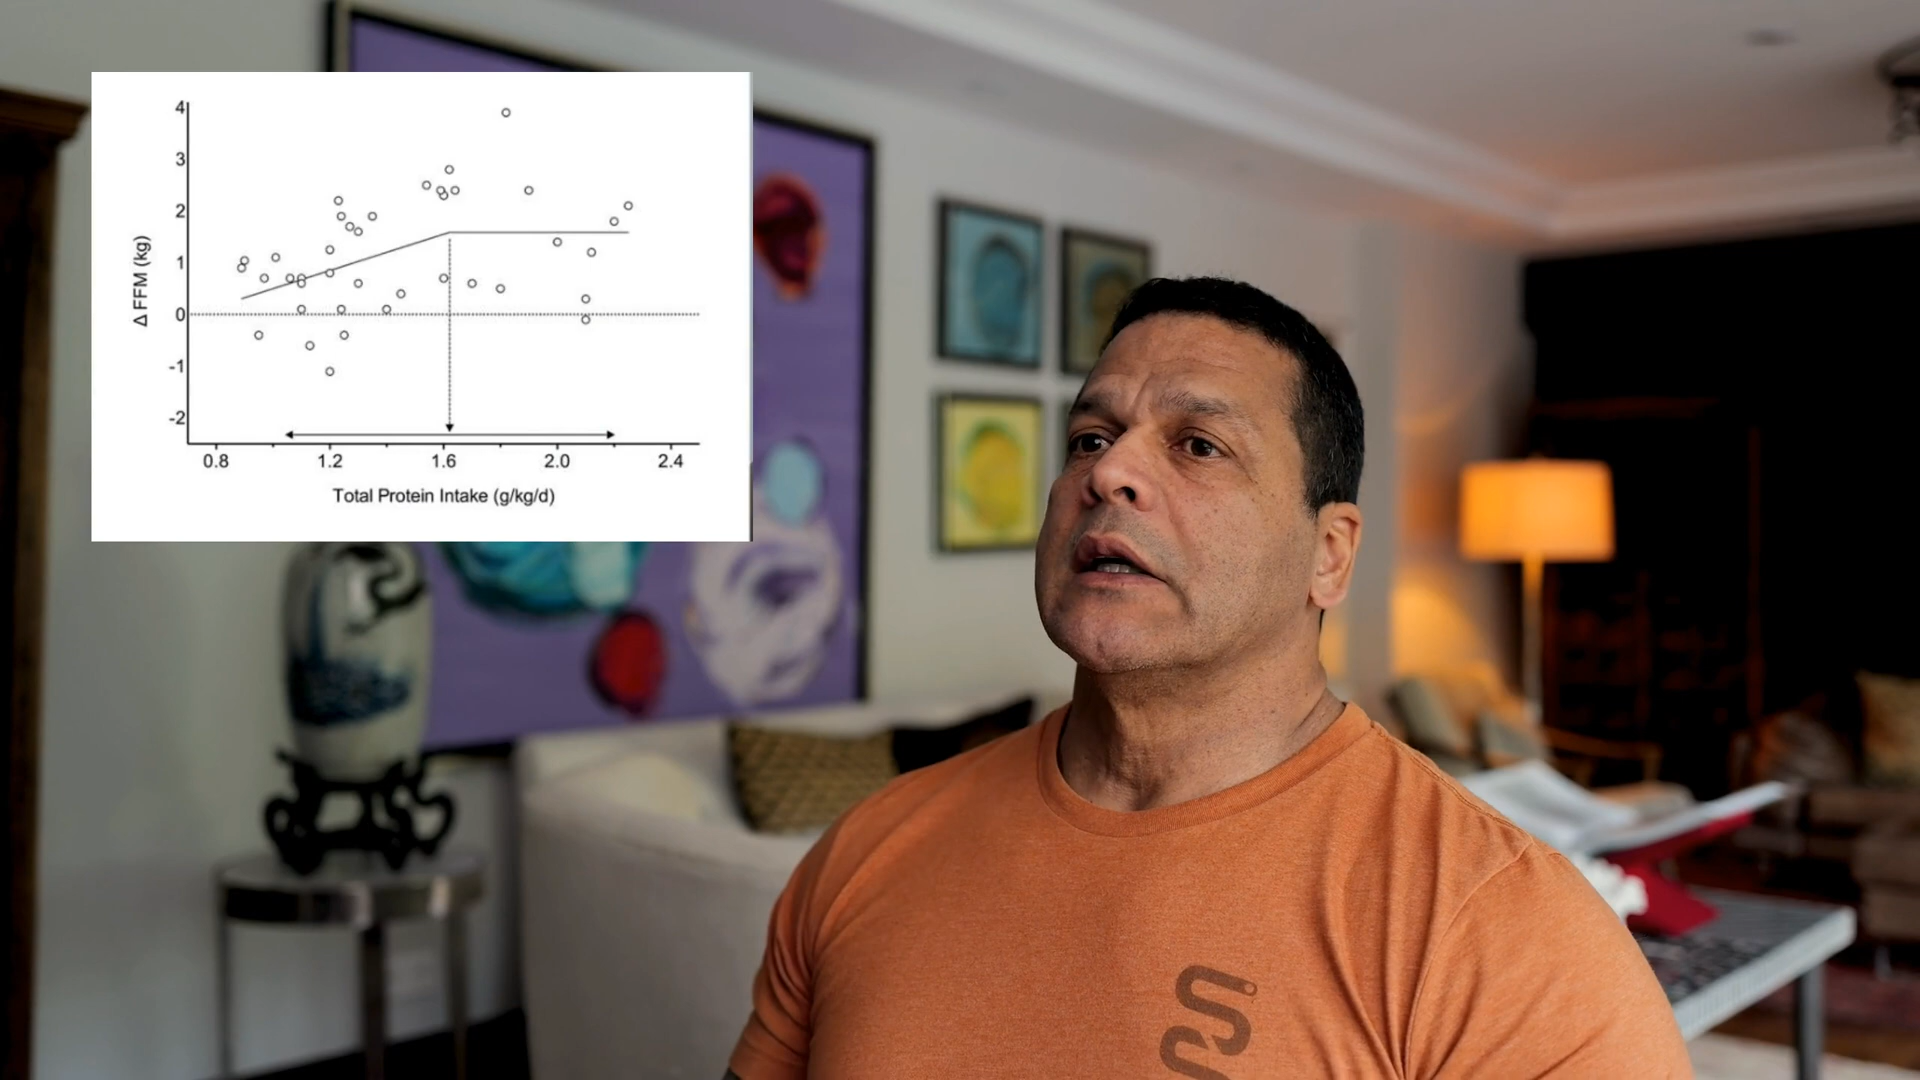 4
3
2
1
0
-1
-2
Δ FFM (kg)
0.8 1.2 1.6 2.0 2.4
Total Protein Intake (g/kg/d)